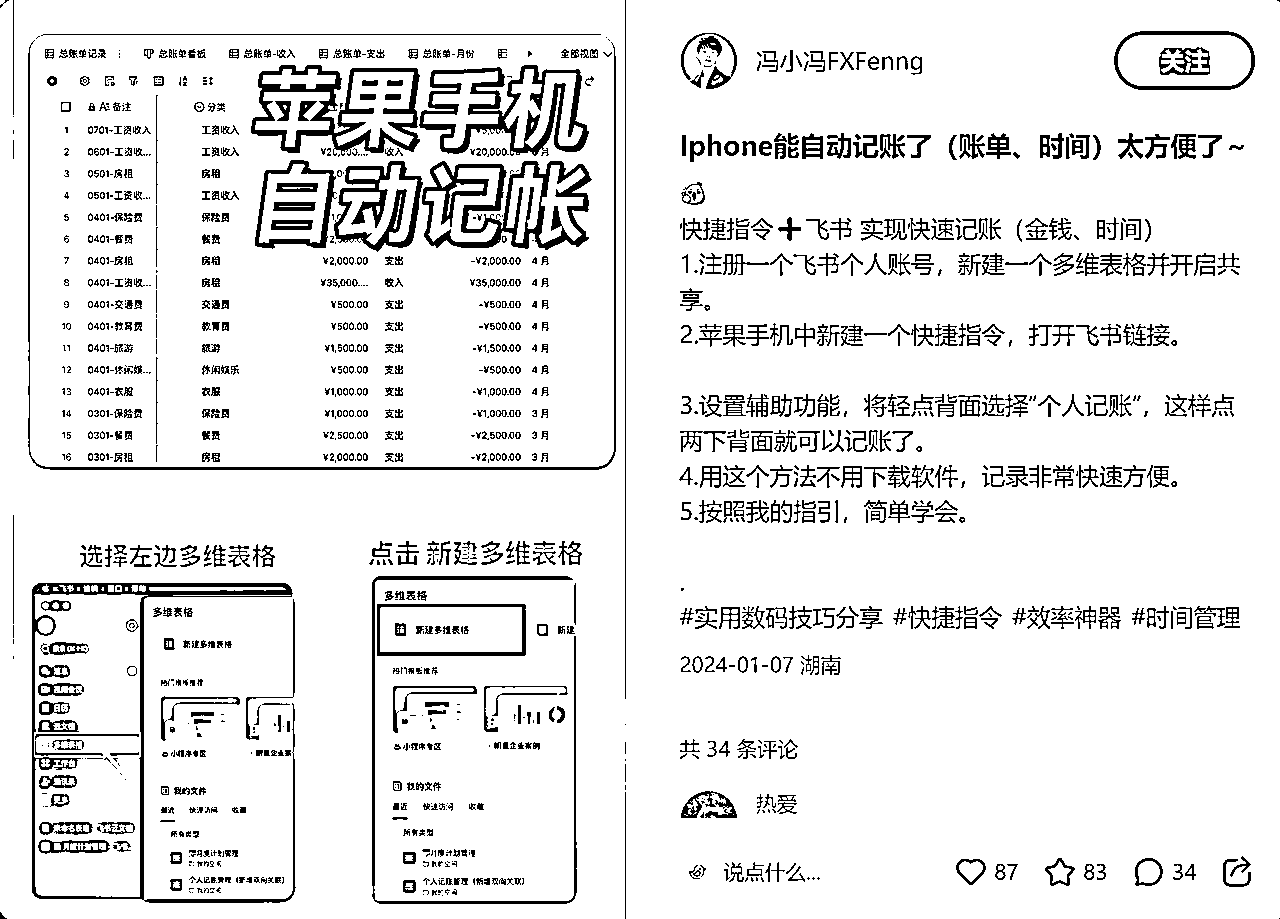 总账单记录 总账单看板 总账单-收入 总账单-支出 总账单-月份 全部视图
苹果手机
自动记帐
备注 分类
1 0701-工资收入 工资收入
2 0601-工资收... 工资收入 ¥20,000....
3 0501-房租 房租
4 0501-工资收... 工资收入
5 0401-保险费 保险费
6 0401-餐费 餐费
7 0401-房租 房租 ¥2,000.00 支出 -¥2,000.00 4 月
8 0401-工资收... 房租 ¥35,000.... 收入 ¥35,000.00 4 月
9 0401-交通费 交通费 ¥500.00 支出 -¥500.00 4 月
10 0401-教育费 教育费 ¥500.00 支出 -¥500.00 4 月
11 0401-旅游 旅游 ¥1,500.00 支出 -¥1,500.00 4 月
12 0401-休闲娱... 休闲娱乐 ¥500.00 支出 -¥500.00 4 月
13 0401-衣服 衣服 ¥1,000.00 支出 -¥1,000.00 4 月
14 0301-保险费 保险费 ¥1,000.00 支出 -¥1,000.00 3 月
15 0301-餐费 餐费 ¥2,500.00 支出 -¥2,500.00 3 月
16 0301-房租 房租 ¥2,000.00 支出 -¥2,000.00 3 月
选择左边多维表格
多维表格
新建多维表格
热门模板推荐
小程序专区
我的文件
最近 快速访问 收藏
所有类型
每月度计划管理
我的空间
个人记账管理（新增双向关联）
我的空间
点击 新建多维表格
多维表格
新建多维表格 新建
热门模板推荐
小程序专区
我的文件
最近 快速访问 收藏
所有类型
个人记账管理（新增双向关联）
我的空间
冯小冯FXFenng
关注
Iphone能自动记账了（账单、时间）太方便了～
快捷指令➕飞书 实现快速记账（金钱、时间）
1.注册一个飞书个人账号，新建一个多维表格并开启共
享。
2.苹果手机中新建一个快捷指令，打开飞书链接。
3.设置辅助功能，将轻点背面选择“个人记账”，这样点
两下背面就可以记账了。
4.用这个方法不用下载软件，记录非常快速方便。
5.按照我的指引，简单学会。
.
#实用数码技巧分享 #快捷指令 #效率神器 #时间管理
2024-01-07 湖南
共 34 条评论
热爱
说点什么...
87 83 34